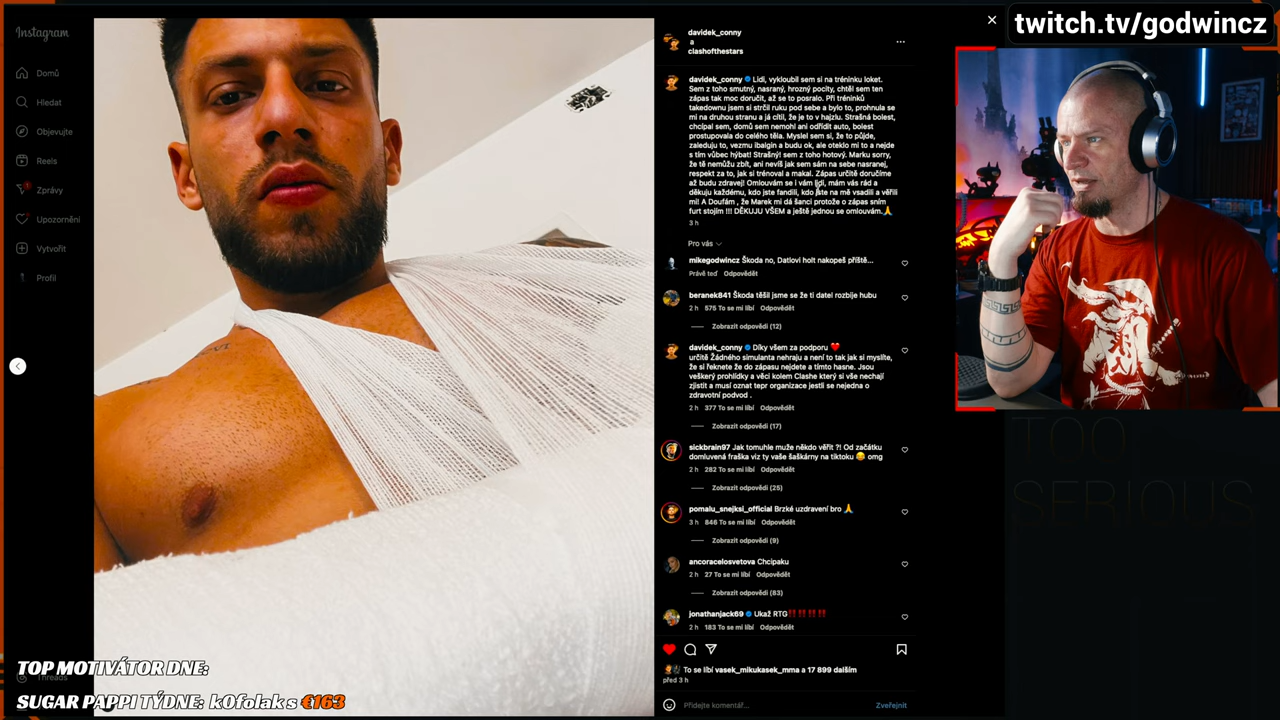 twitch.tv/godwincz
Instagram
Domů
Hledat
Objevujte
Reels
Zprávy
Upozornění
Vytvořit
Profil
Threads
davidek_conny
a
clashofthestars
davidek_conny Lidi, vykloubil sem si na tréninku loket.
Sem z toho smutný, nasraný, hrozný pocity, chtěl sem ten
zápas tak moc doručit, až se to posralo. Při tréninků
takedownu jsem si strčil ruku pod sebe a bylo to, prohnula se
mi na druhou stranu a já cítil, že to v hajzlu. Strašná bolest,
chcípal sem, domů sem nemohl ani odřídit auto, bolest
prostupovala do celého těla. Myslel sem si, že to půjde,
zaleduju to, vezmu ibalgin a budu ok, ale oteklo mi to a nejde
s tím vůbec hýbat! Strašný! sem z toho hotový. Marku sorry,
že tě nemůžu zbít, ani nevíš jak sem sám na sebe nasranej,
respekt za to, jak si trénoval a makal. Zápas určitě doručíme
až budu zdravej! Omlouvám se i vám lidi, mám vás rád a
děkuju každému, kdo jste fandili, kdo jste na mě vsadili a věřili
mi! A Doufám , že Marek mi dá šanci protože o zápas sním
furt stojím !!! DĚKUJU VŠEM a ještě jednou se omlouvám.🙏
3 h
Pro vás
mikegodwincz Škoda no, Datlovi holt nakopeš příště...
Právě teď Odpovědět
beranek841 Škoda těšil jsme se že ti datel rozbije hubu
2 h 575 To se mi líbí Odpovědět
Zobrazit odpovědi (12)
davidek_conny Díky všem za podporu ❤️
určitě Žádného simulanta nehraju a není to tak jak si myslíte,
že si řeknete že do zápasu nejdete a tímto hasne. Jsou
veškerý prohlídky a věci kolem Clashe který si vše nechají
zjistit a musí oznat tepr organizace jestli se nejedna o
zdravotní podvod .
2 h 377 To se mi líbí Odpovědět
Zobrazit odpovědi (17)
sickbrain97 Jak tomuhle muže někdo věřit ?! Od začátku
domluvená fraška viz ty vaše šaškárny na tiktoku 😂 omg
2 h 282 To se mi líbí Odpovědět
Zobrazit odpovědi (25)
pomalu_snejksi_official Brzké uzdravení bro 🙏
3 h 846 To se mi líbí Odpovědět
Zobrazit odpovědi (9)
ancoracelosvetova Chcipaku
2 h 27 To se mi líbí Odpovědět
Zobrazit odpovědi (83)
jonathanjack69 Ukaž RTG‼️‼️‼️‼️
2 h 183 To se mi líbí Odpovědět
To se líbí vasek_mikukasek_mma a 17 899 dalším
před 3 h
Přidejte komentář...
Zveřejnit
TOO
SERIOUS
TOP MOTIVÁTOR DNE:
SUGAR PAPPI TÝDNE: k0folak s €163